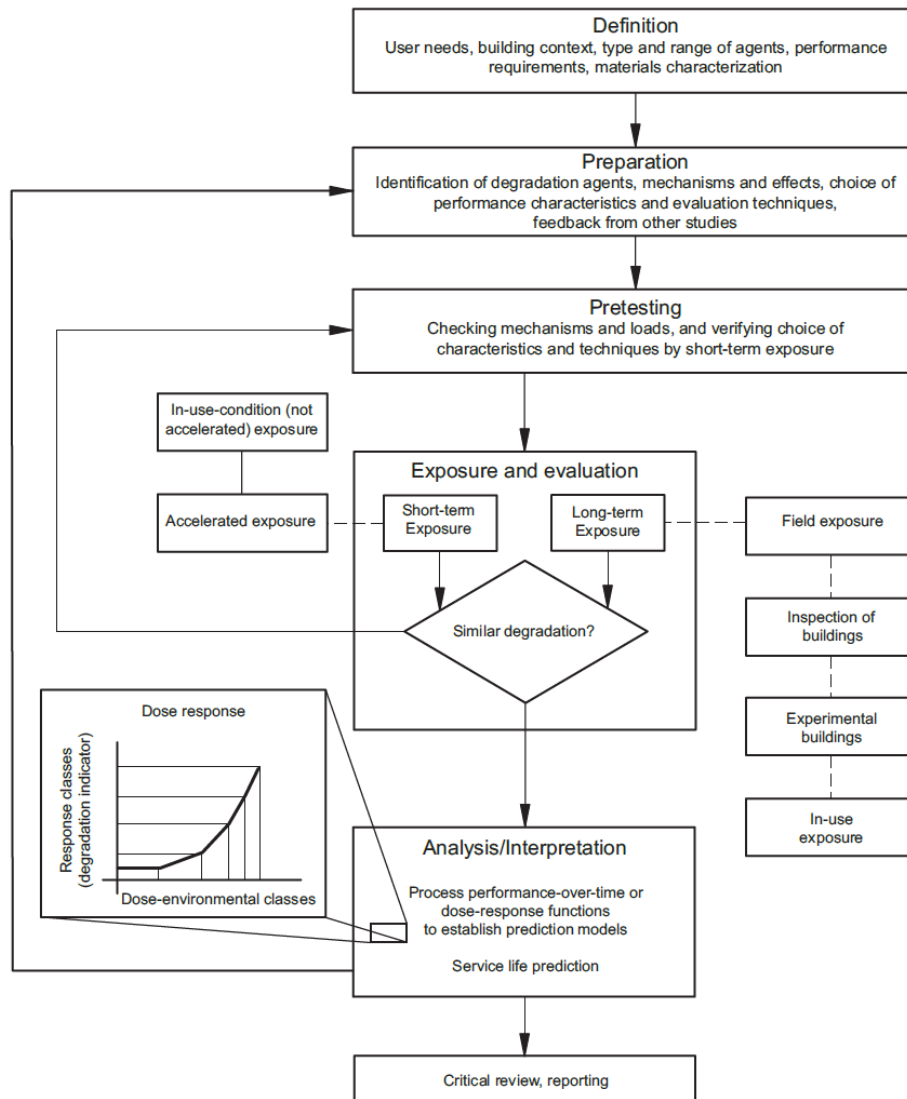 Definition
User needs, building context, type and range of agents, performance
requirements, materials characterization
Preparation
Identification of degradation agents, mechanisms and effects, choice of
performance characteristics and evaluation techniques,
feedback from other studies
Pretesting
Checking mechanisms and loads, and verifying choice of
characteristics and techniques by short-term exposure
In-use-condition (not
accelerated) exposure
Accelerated exposure
Exposure and evaluation
Short-term
Exposure
Long-term
Exposure
Field exposure
Similar degradation?
Inspection of
buildings
Experimental
buildings
In-use
exposure
Dose response
Response classes
(degradation indicator)
Dose-environmental classes
Analysis/Interpretation
Process performance-over-time or
dose-response functions
to establish prediction models
Service life prediction
Critical review, reporting